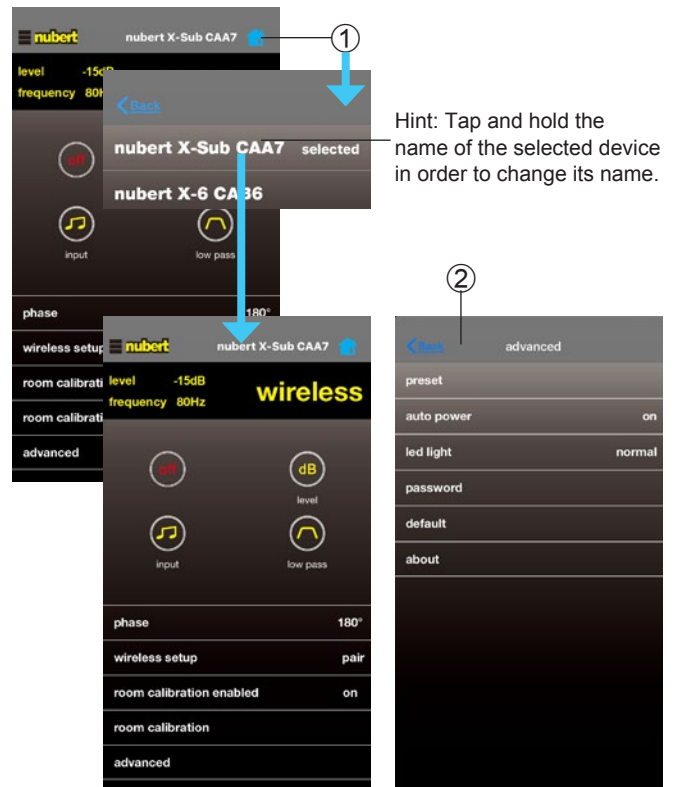 nubert
nubert X-Sub CAA7
1
level -15dB
frequency 80H
Back
nubert X-Sub CAA7 selected
nubert X-6 CA36
Hint: Tap and hold the
name of the selected device
in order to change its name.
off
input
low pass
phase 180°
wireless setup
room calibrati
room calibrati
advanced
nubert
nubert X-Sub CAA7
level -15dB
frequency 80Hz
wireless
off
dB
level
input
low pass
phase 180°
wireless setup pair
room calibration enabled on
room calibration
advanced
2
Back
advanced
preset
auto power on
led light normal
password
default
about